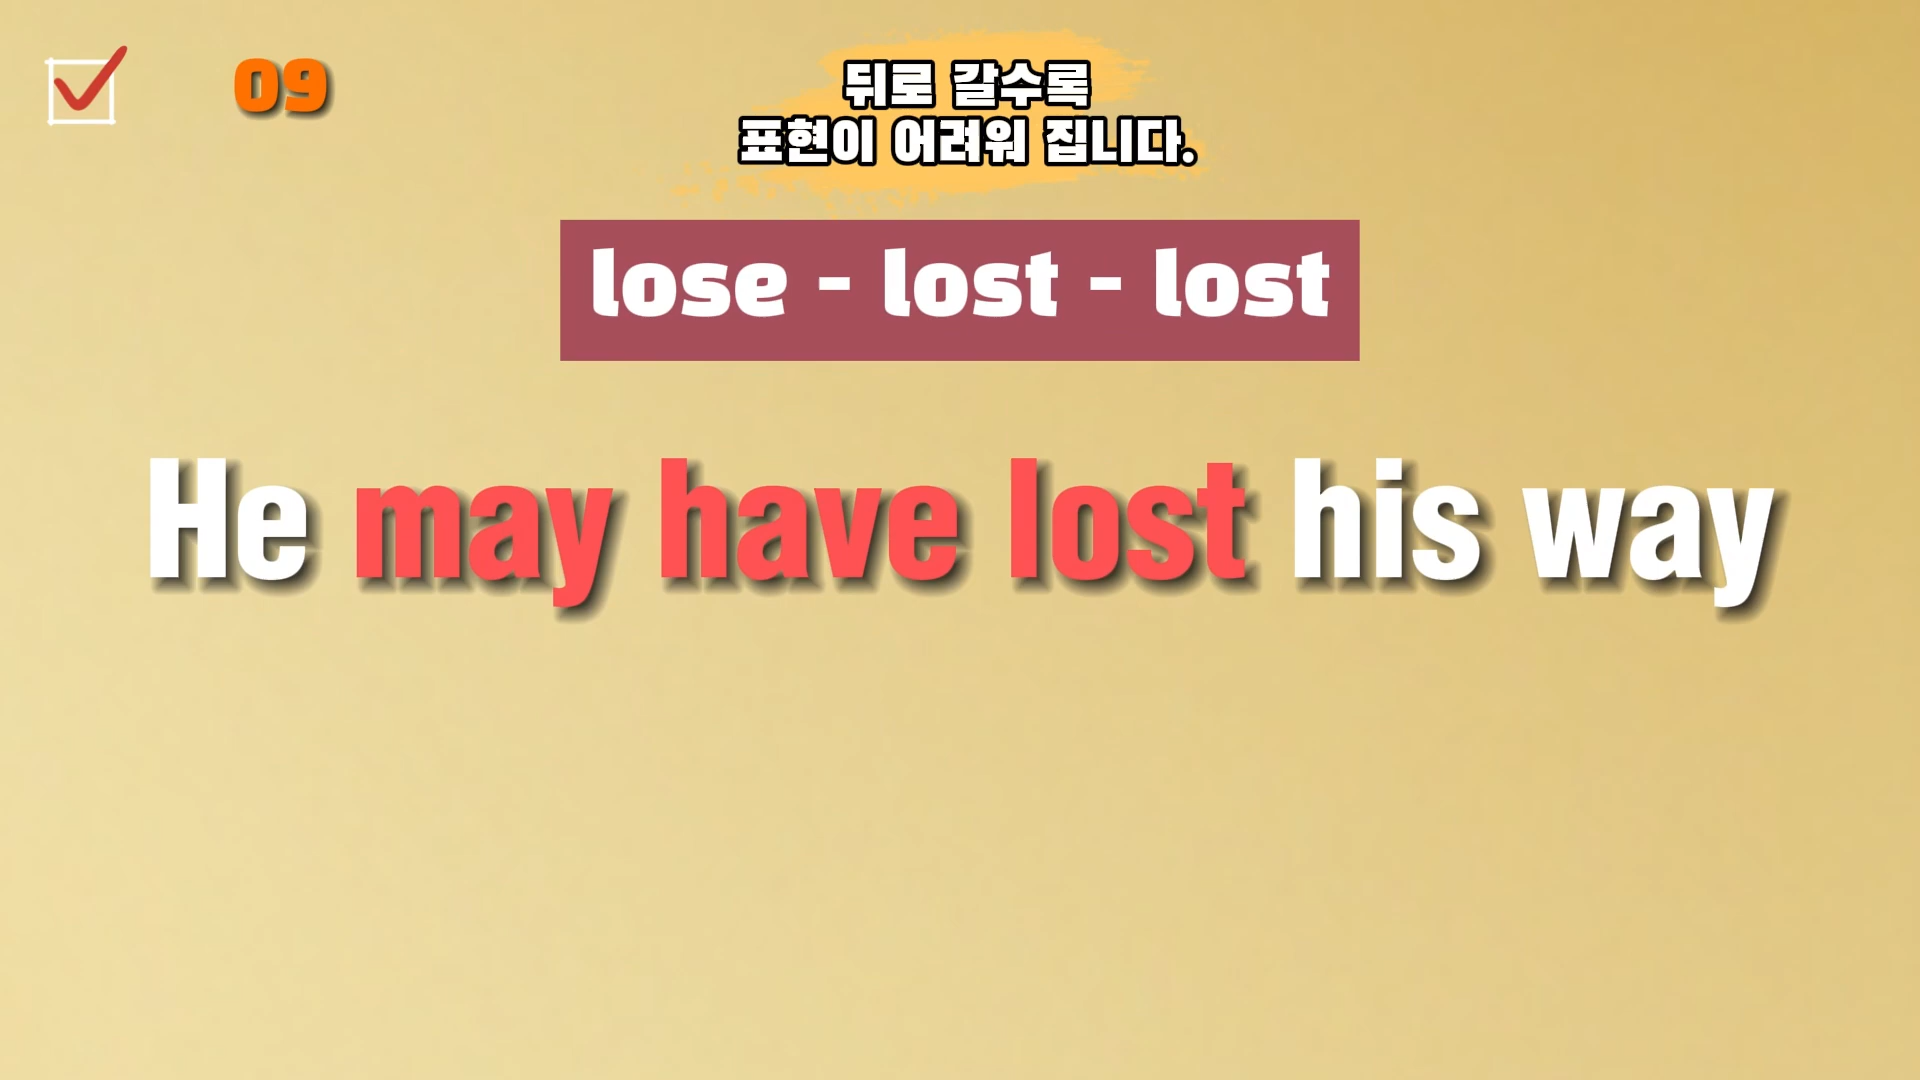 09
뒤로 갈수록
표현이 어려워 집니다.
lose - lost - lost
He may have lost his way